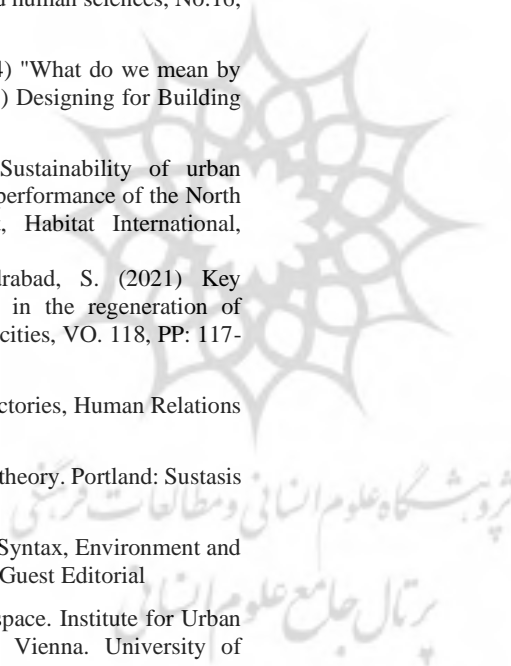 d human sciences, No.16,
4) "What do we mean by
) Designing for Building
Sustainability of urban
performance of the North
, Habitat International,
drabad, S. (2021) Key
in the regeneration of
cities, VO. 118, PP: 117-
ctories, Human Relations
theory. Portland: Sustasis
پژوهشگاه علوم انسانی و مطالعات فرهنگی
Syntax, Environment and
Guest Editorial
پرتال جامع علوم انسانی
space. Institute for Urban
Vienna. University of